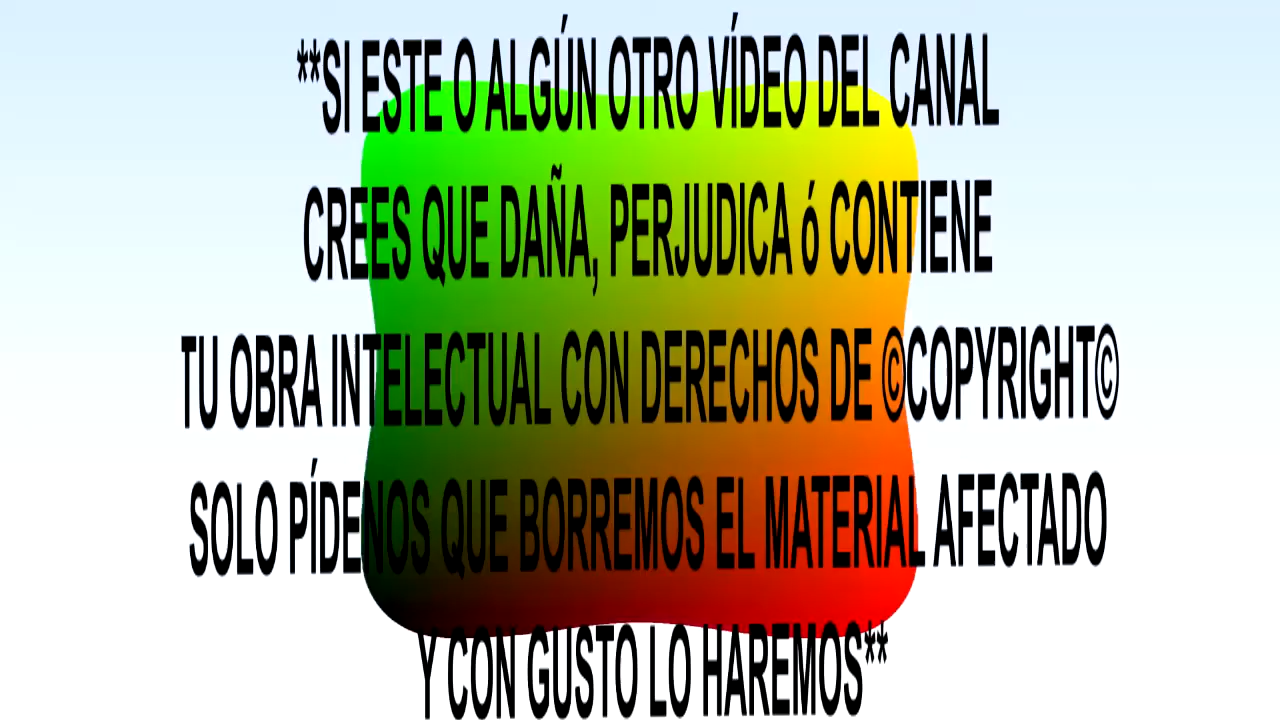 **SI ESTE O ALGÚN OTRO VÍDEO DEL CANAL
CREES QUE DAÑA, PERJUDICA ó CONTIENE
TU OBRA INTELECTUAL CON DERECHOS DE ©COPYRIGHT©
SOLO PÍDENOS QUE BORREMOS EL MATERIAL AFECTADO
Y CON GUSTO LO HAREMOS**